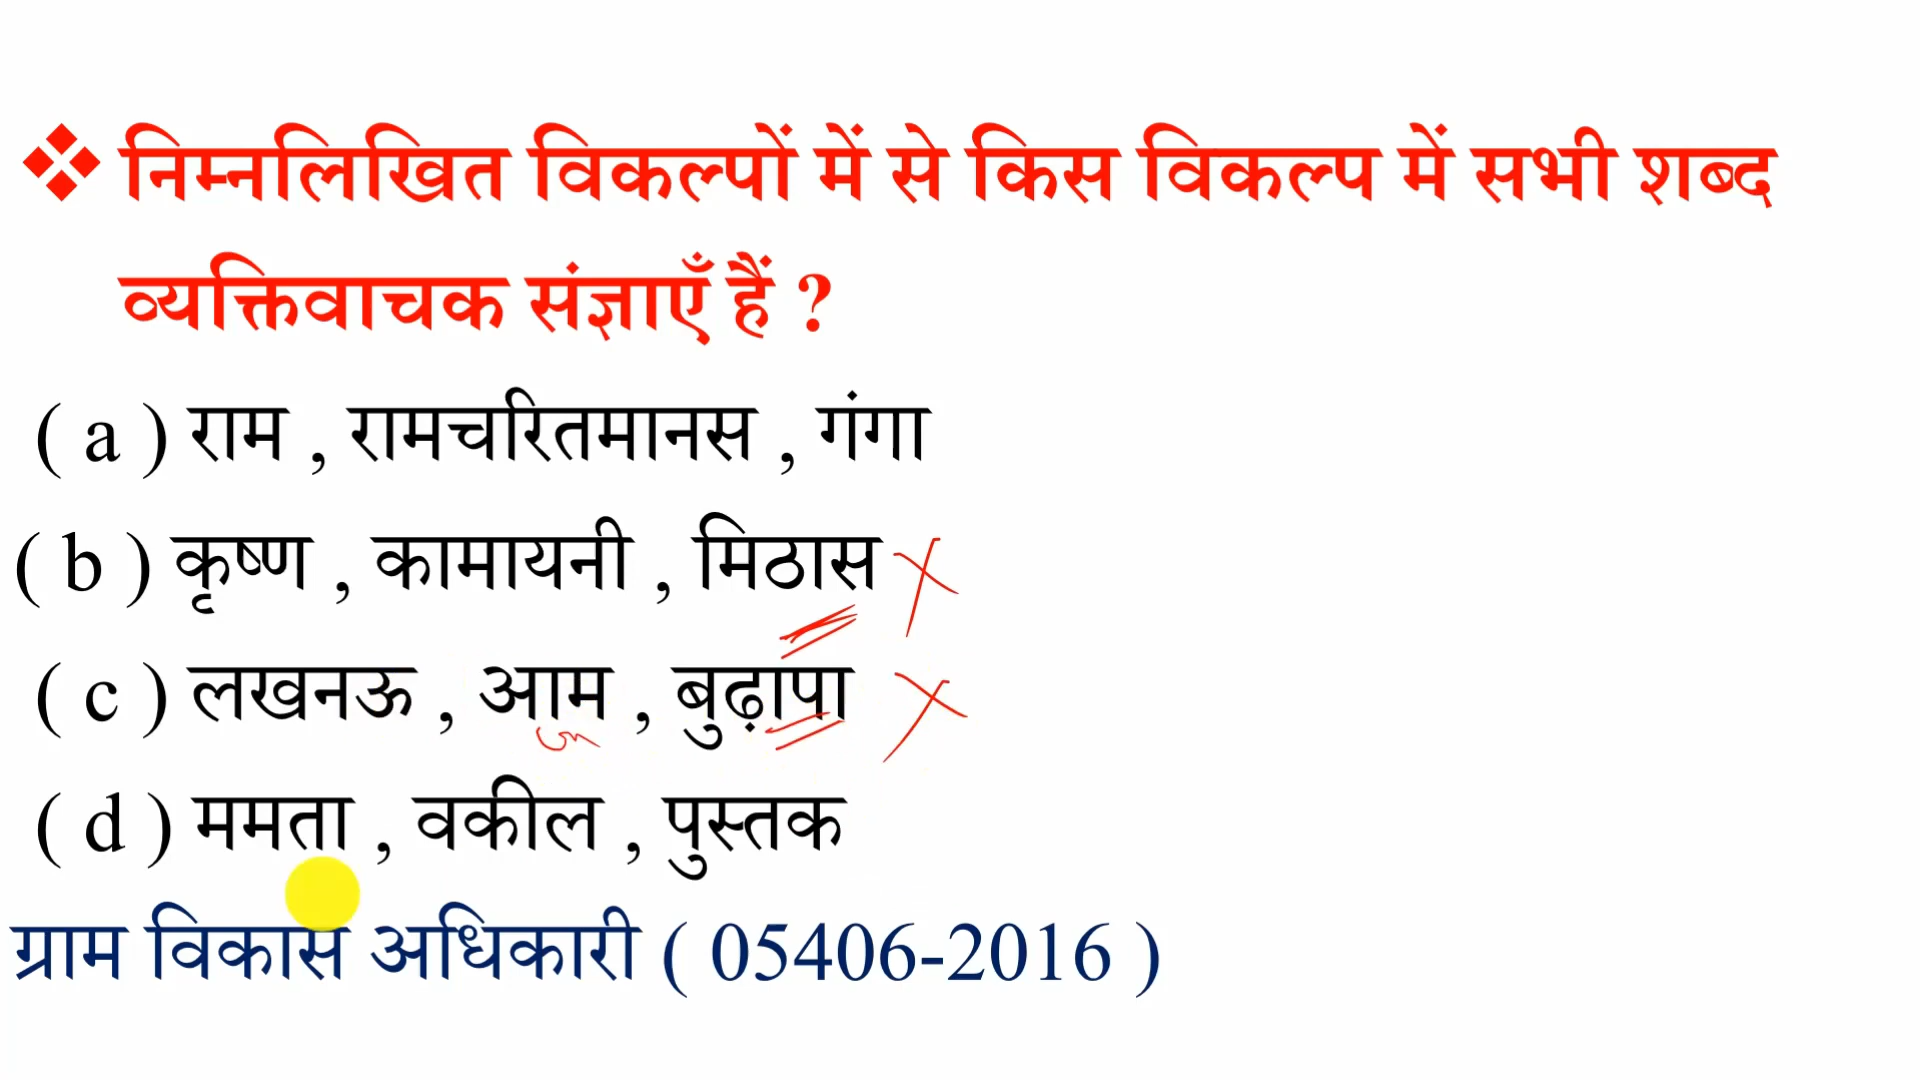 ❖ निम्नलिखित विकल्पों में से किस विकल्प में सभी शब्द
व्यक्तिवाचक संज्ञाएँ हैं ?
( a ) राम , रामचरितमानस , गंगा
( b ) कृष्ण , कामायनी , मिठास
( c ) लखनऊ , आम , बुढ़ापा
( d ) ममता , वकील , पुस्तक
ग्राम विकास अधिकारी ( 05406-2016 )